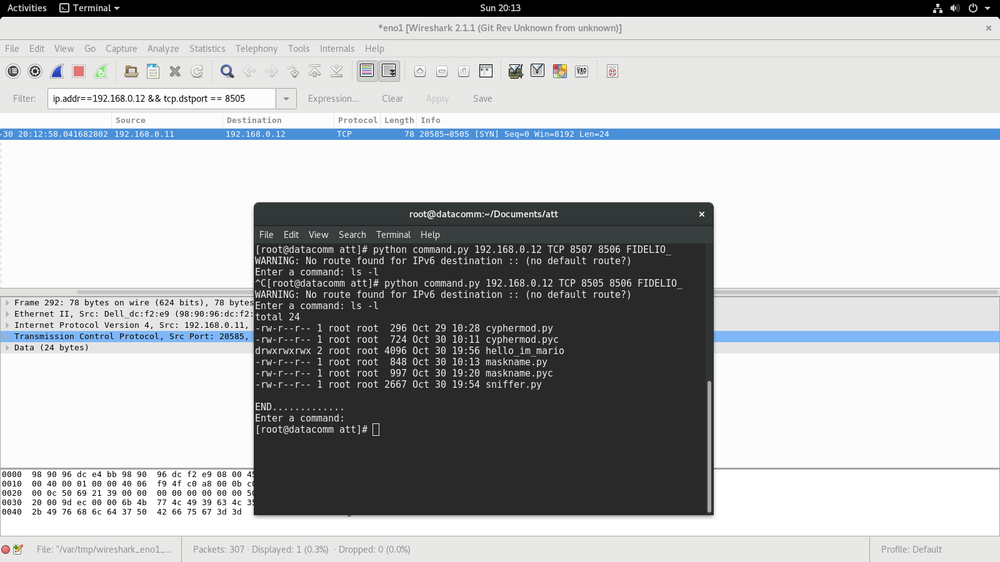 Activities Terminal Sun 20:13
*eno1 [Wireshark 2.1.1 (Git Rev Unknown from unknown)]
File Edit View Go Capture Analyze Statistics Telephony Tools Internals Help
Filter: ip.addr==192.168.0.12 && tcp.dstport == 8505 Expression... Clear Apply Save
Source Destination Protocol Length Info
-30 20:12:58.041682802 192.168.0.11 192.168.0.12 TCP 78 20585→8505 [SYN] Seq=0 Win=8192 Len=24
root@datacomm:~/Documents/att
File Edit View Search Terminal Help
[root@datacomm att]# python command.py 192.168.0.12 TCP 8507 8506 FIDELIO_
WARNING: No route found for IPv6 destination :: (no default route?)
Enter a command: ls -l
^C[root@datacomm att]# python command.py 192.168.0.12 TCP 8505 8506 FIDELIO_
WARNING: No route found for IPv6 destination :: (no default route?)
Enter a command: ls -l
total 24
-rw-r--r-- 1 root root  296 Oct 29 10:28 cyphermod.py
-rw-r--r-- 1 root root  724 Oct 30 10:11 cyphermod.pyc
drwxrwxrwx 2 root root 4096 Oct 30 19:56 hello_im_mario
-rw-r--r-- 1 root root  848 Oct 30 10:13 maskname.py
-rw-r--r-- 1 root root  997 Oct 30 19:20 maskname.pyc
-rw-r--r-- 1 root root 2667 Oct 30 19:54 sniffer.py
END.............
Enter a command:
[root@datacomm att]#
Frame 292: 78 bytes on wire (624 bits), 78 bytes
Ethernet II, Src: Dell_dc:f2:e9 (98:90:96:dc:f2:
Internet Protocol Version 4, Src: 192.168.0.11,
Transmission Control Protocol, Src Port: 20585,
Data (24 bytes)
0000 98 90 96 dc e4 bb 98 90 96 dc f2 e9 08 00 45
0010 00 40 00 01 00 00 40 06 f9 4f c0 a8 00 0b c0
0020 00 0c 50 69 21 39 00 00 00 00 00 00 00 00 50
0030 20 00 9d ec 00 00 6b 4b 77 4c 49 39 63 4c 35
0040 2b 49 76 68 6c 64 37 50 42 66 75 67 3d 3d
File: "/var/tmp/wireshark_eno1_... Packets: 307 · Displayed: 1 (0.3%) · Dropped: 0 (0.0%) Profile: Default